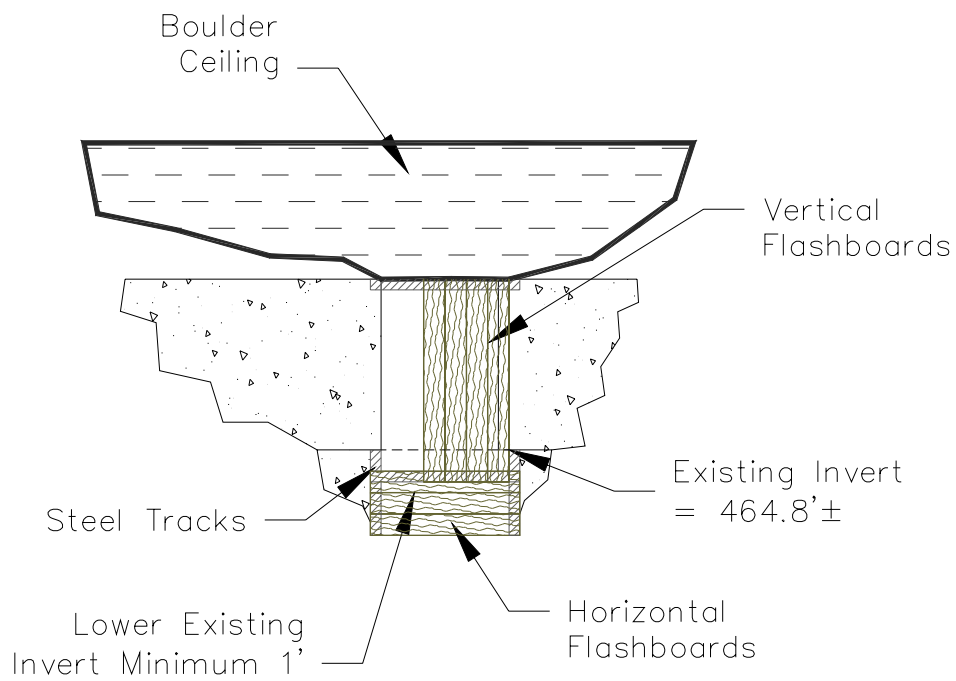 Boulder
Ceiling
Vertical
Flashboards
Existing Invert
= 464.8'±
Steel Tracks
Horizontal
Flashboards
Lower Existing
Invert Minimum 1'